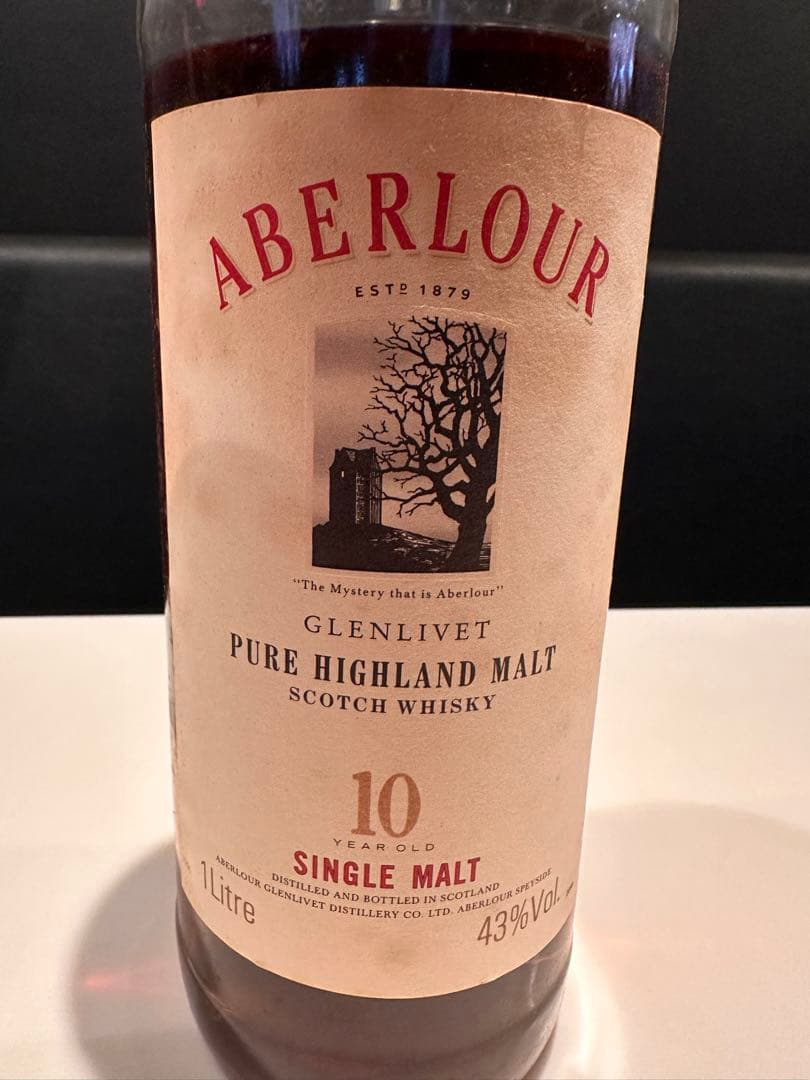 ABERLOUR
ESTD 1879
"The Mystery that is Aberlour"
GLENLIVET
PURE HIGHLAND MALT
SCOTCH WHISKY
10
YEAR OLD
SINGLE MALT
DISTILLED AND BOTTLED IN SCOTLAND
ABERLOUR GLENLIVET DISTILLERY CO. LTD. ABERLOUR SPEYSIDE
1 Litre
43%Vol.